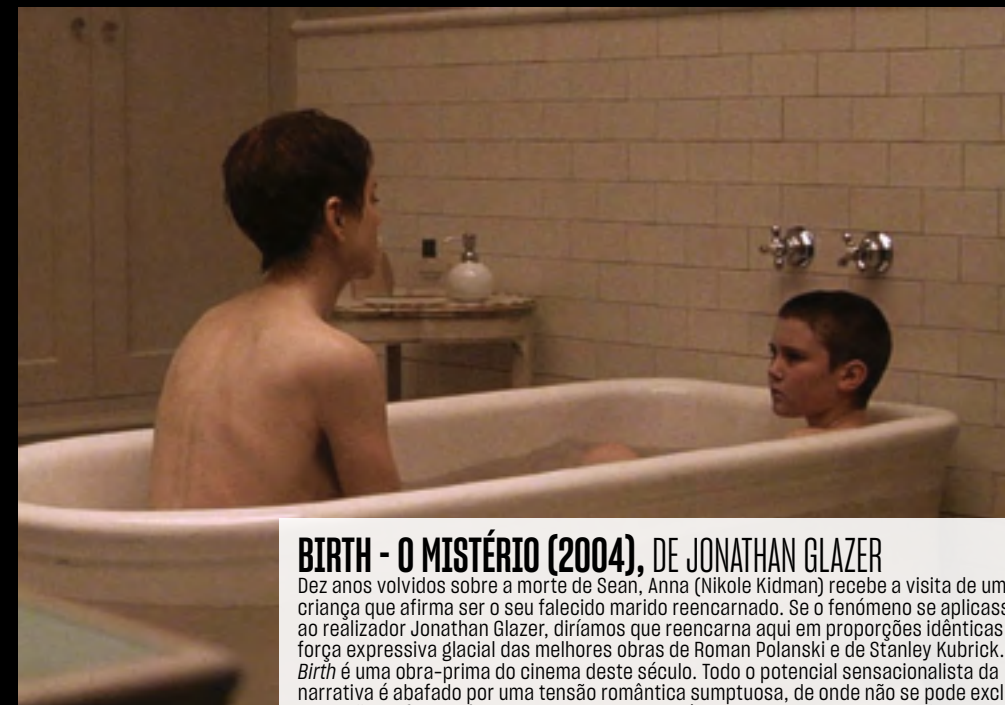 BIRTH - O MISTÉRIO (2004), DE JONATHAN GLAZER
Dez anos volvidos sobre a morte de Sean, Anna (Nikole Kidman) recebe a visita de um
criança que afirma ser o seu falecido marido reencarnado. Se o fenómeno se aplicass
ao realizador Jonathan Glazer, diríamos que reencarna aqui em proporções idênticas
força expressiva glacial das melhores obras de Roman Polanski e de Stanley Kubrick.
Birth é uma obra-prima do cinema deste século. Todo o potencial sensacionalista da
narrativa é abafado por uma tensão romântica sumptuosa, de onde não se pode excl